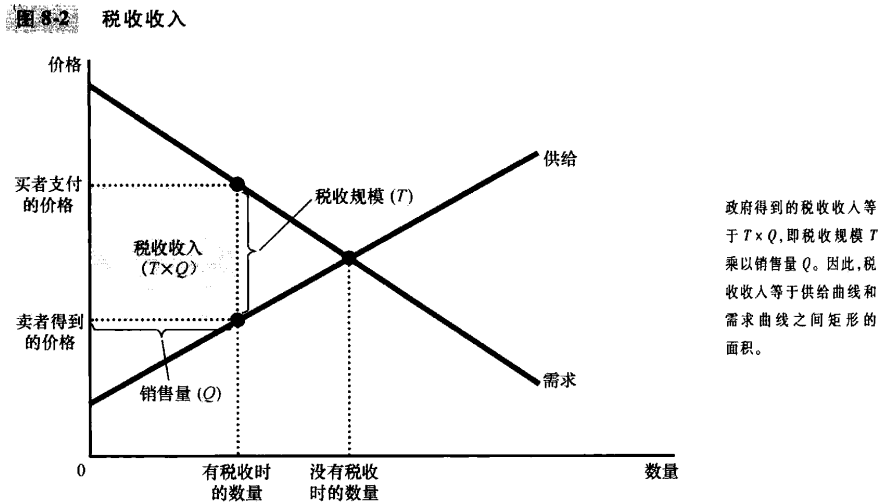 图 8-2 税收收入
价格
供给
买者支付
的价格
税收规模 (T)
税收收入
(T×Q)
卖者得到
的价格
销售量 (Q)
需求
0
有税收时
的数量
没有税收
时的数量
数量
政府得到的税收收入等
于 T×Q,即税收规模 T
乘以销售量 Q。因此,税
收收入等于供给曲线和
需求曲线之间矩形的
面积。